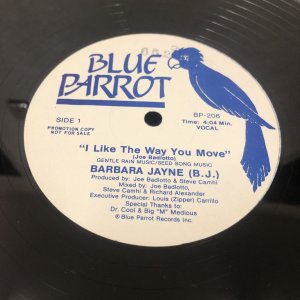 BLUE
PARROT
SIDE 1
PROMOTION COPY
NOT FOR SALE
BP-206
Time: 4:04 Min.
VOCAL
"I Like The Way You Move"
(Joe Badlotto)
GENTLE RAIN MUSIC/SEED SONG MUSIC
BARBARA JAYNE (B.J.)
Produced by: Joe Badlotto & Steve Camhi
Mixed by: Joe Badlotto,
Steve Camhi & Richard Alexander
Executive Producer: Louis (Zipper) Carrillo
Special Thanks to:
Dr. Cool & Big "M" Medious
℗ Blue Parrot Records Inc.